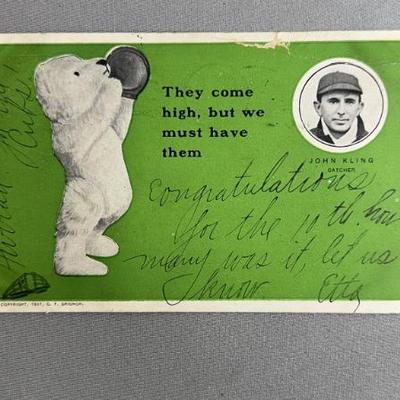 They come
high, but we
must have
them
JOHN KLING
CATCHER
Congratulations
for the 10th. how
many was it, let us
know Etta
COPYRIGHT, 1907, G. F. GRIGNON.